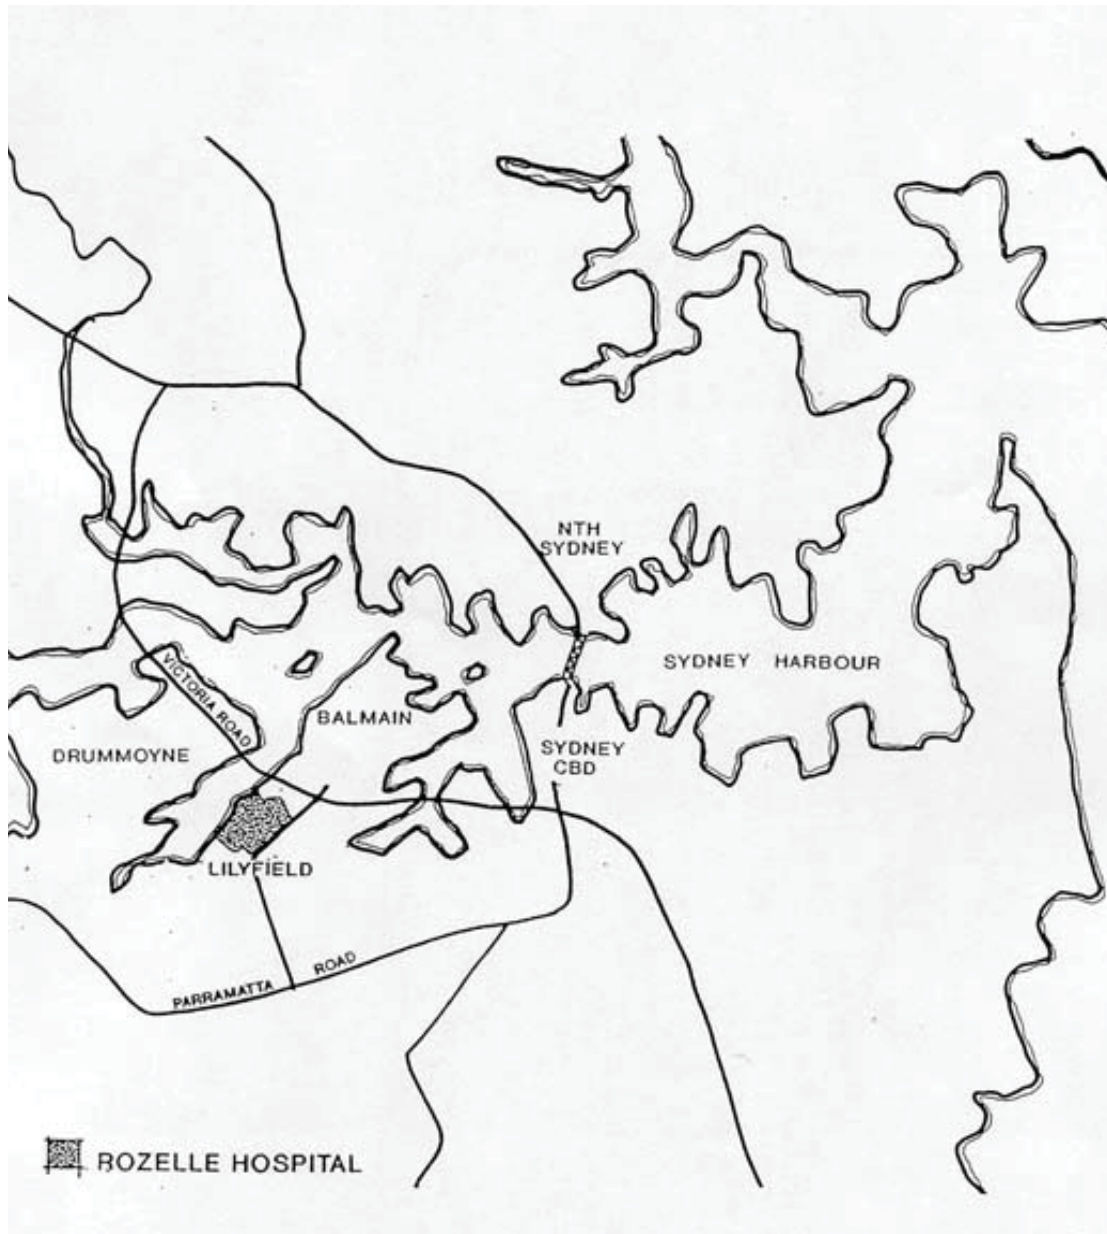 NTH
SYDNEY
SYDNEY HARBOUR
VICTORIA ROAD
BALMAIN
DRUMMOYNE
SYDNEY
CBD
LILYFIELD
PARRAMATTA ROAD
ROZELLE HOSPITAL